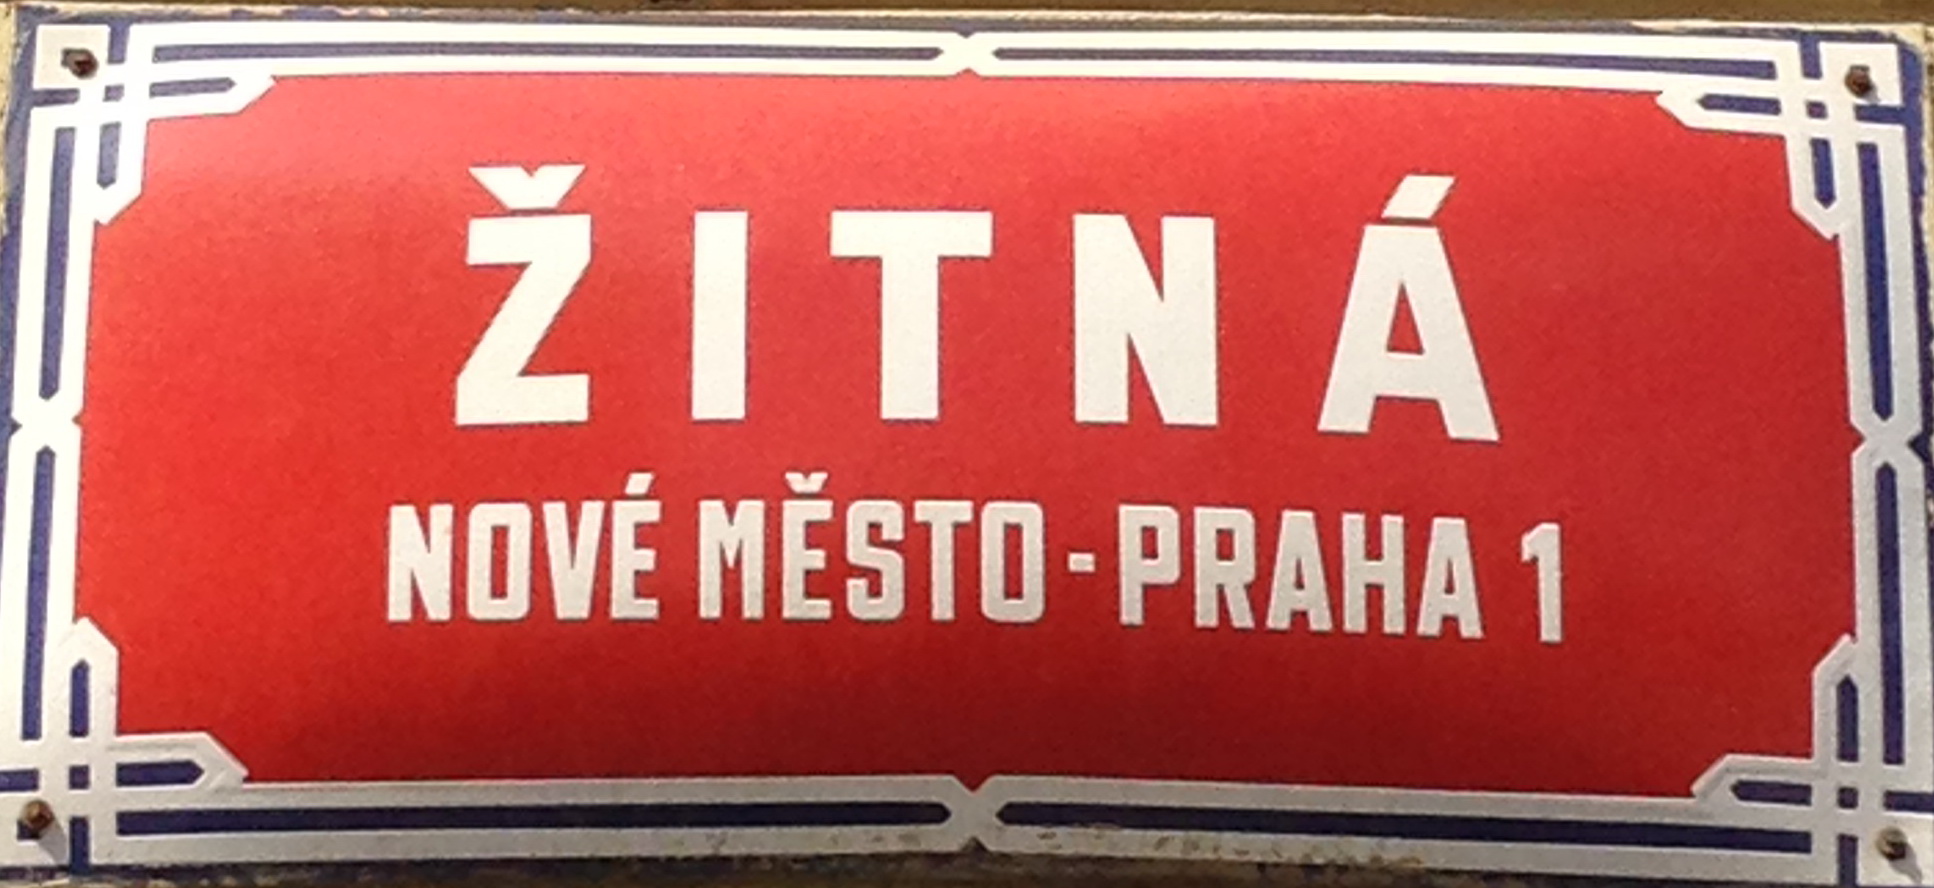 ŽITNÁ
NOVÉ MĚSTO - PRAHA 1